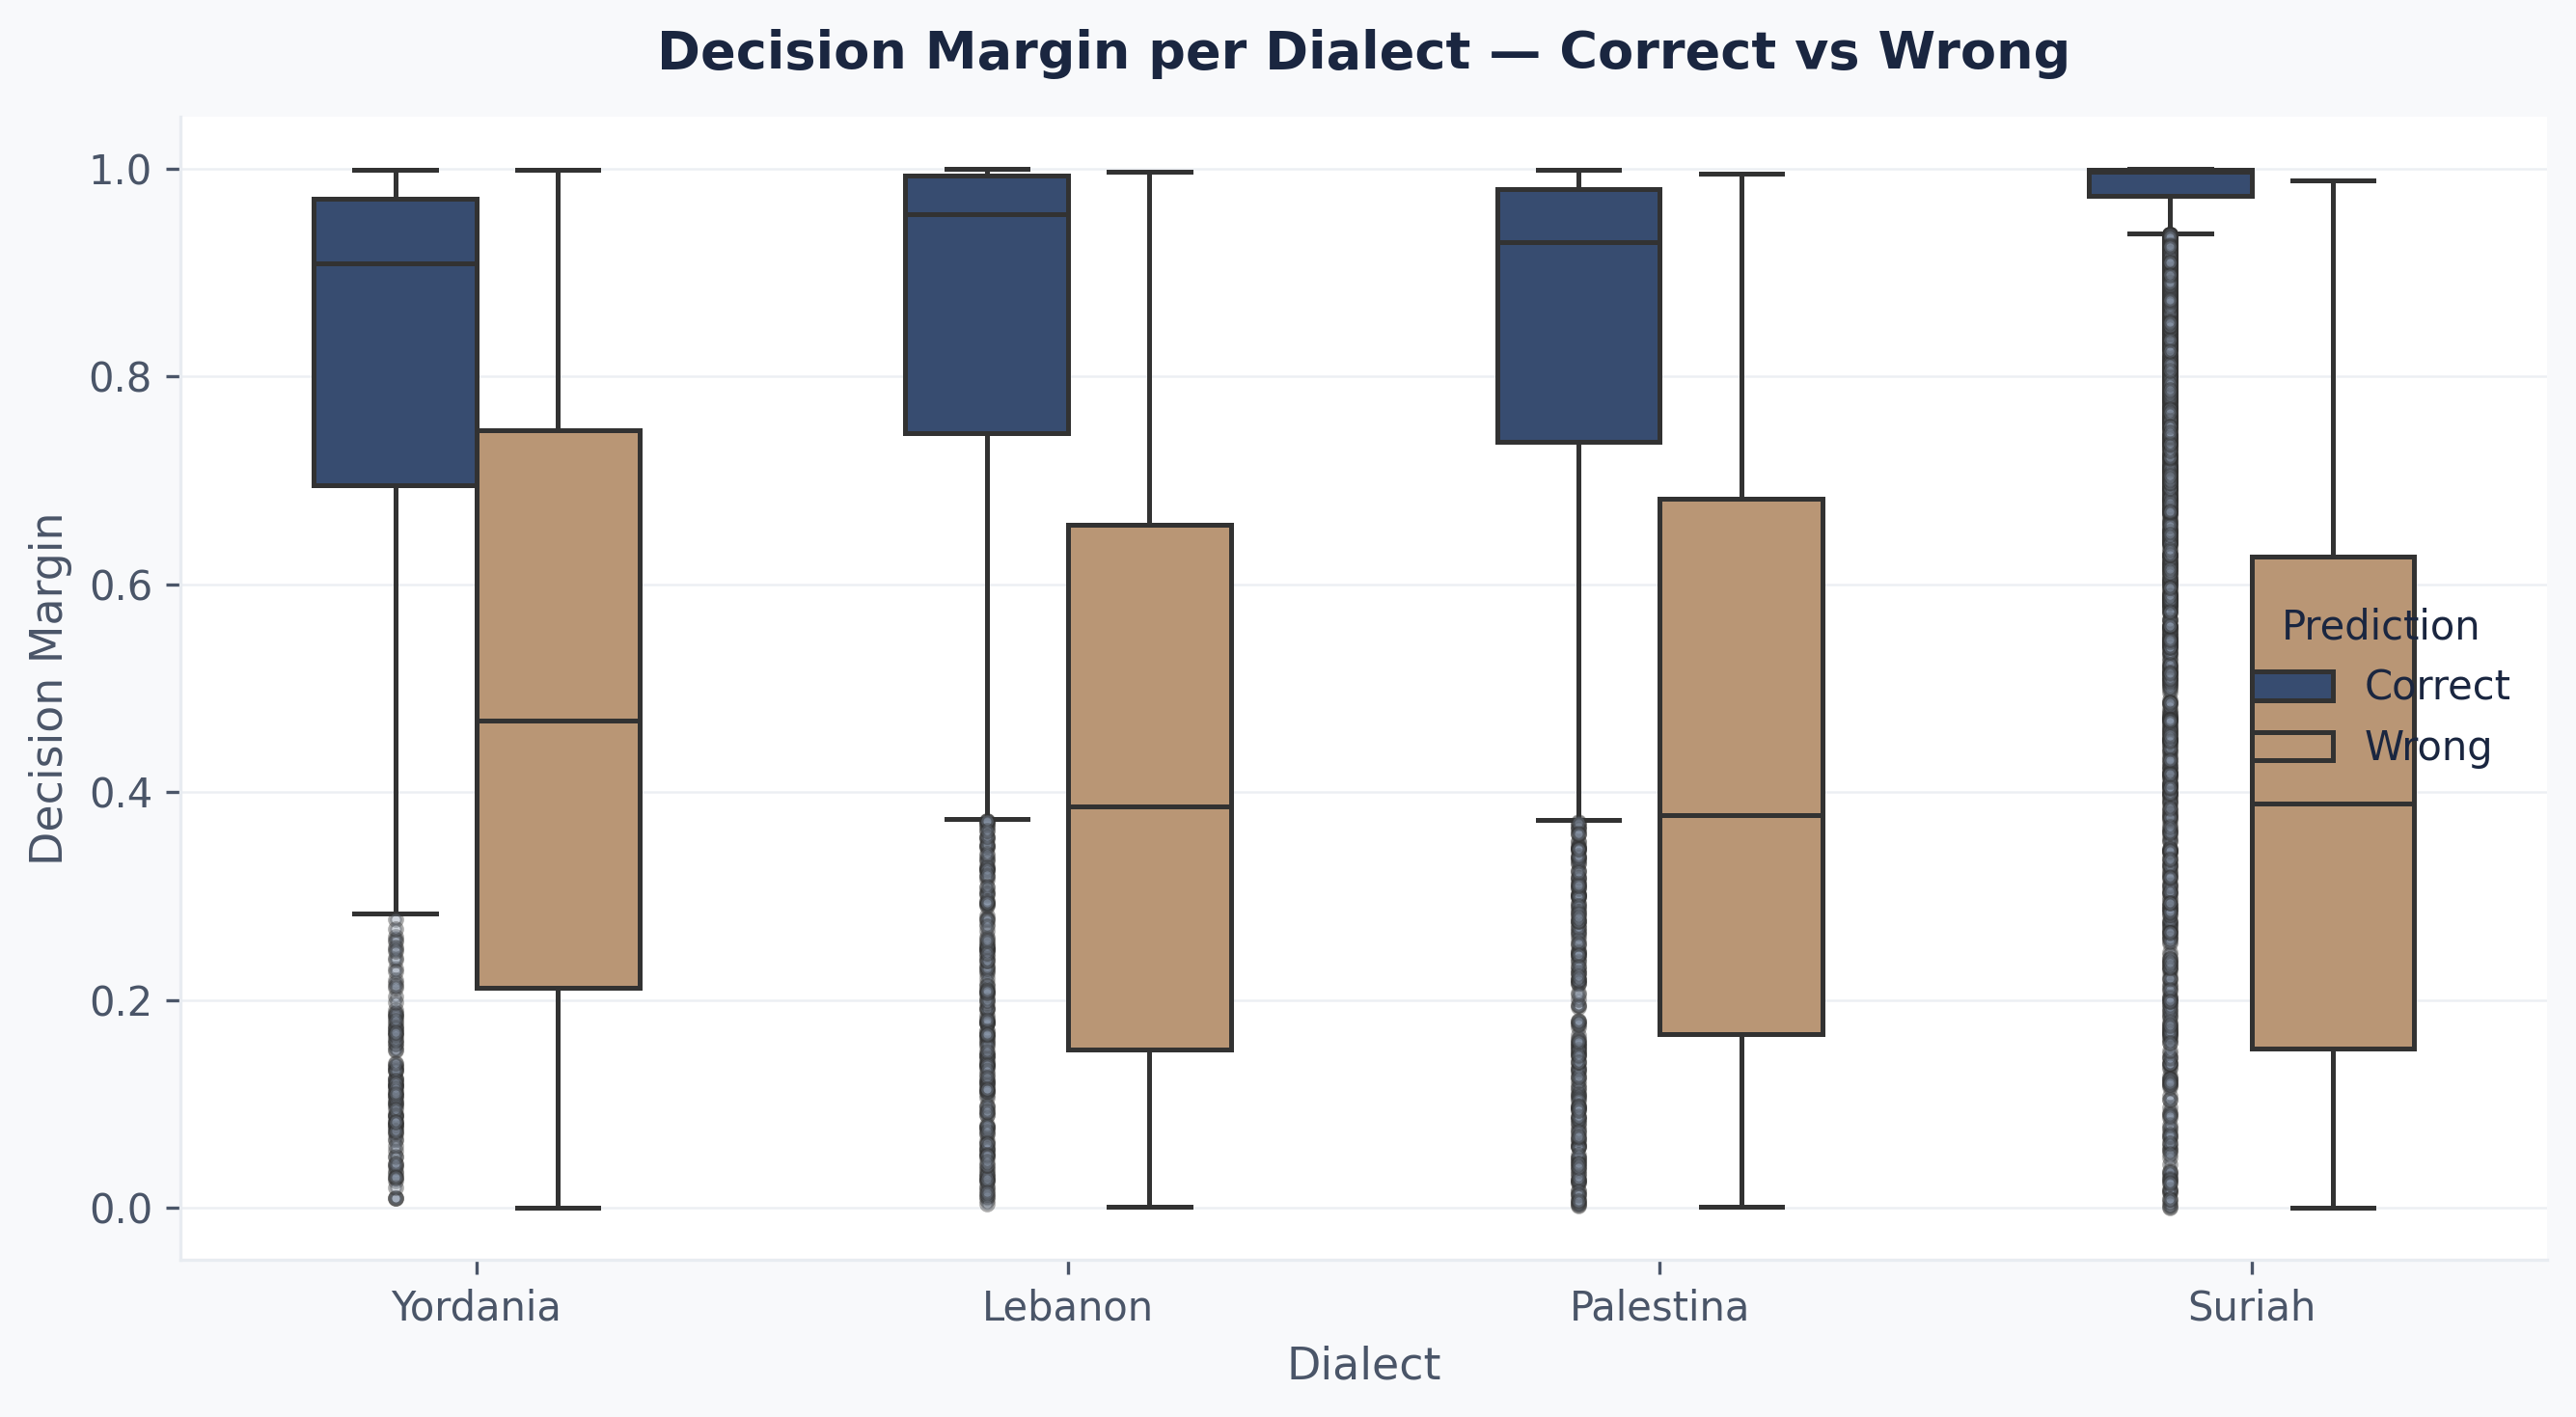 Decision Margin per Dialect — Correct vs Wrong
Decision Margin
1.0
0.8
0.6
0.4
0.2
0.0
Prediction
Correct
Wrong
Yordania
Lebanon
Palestina
Suriah
Dialect